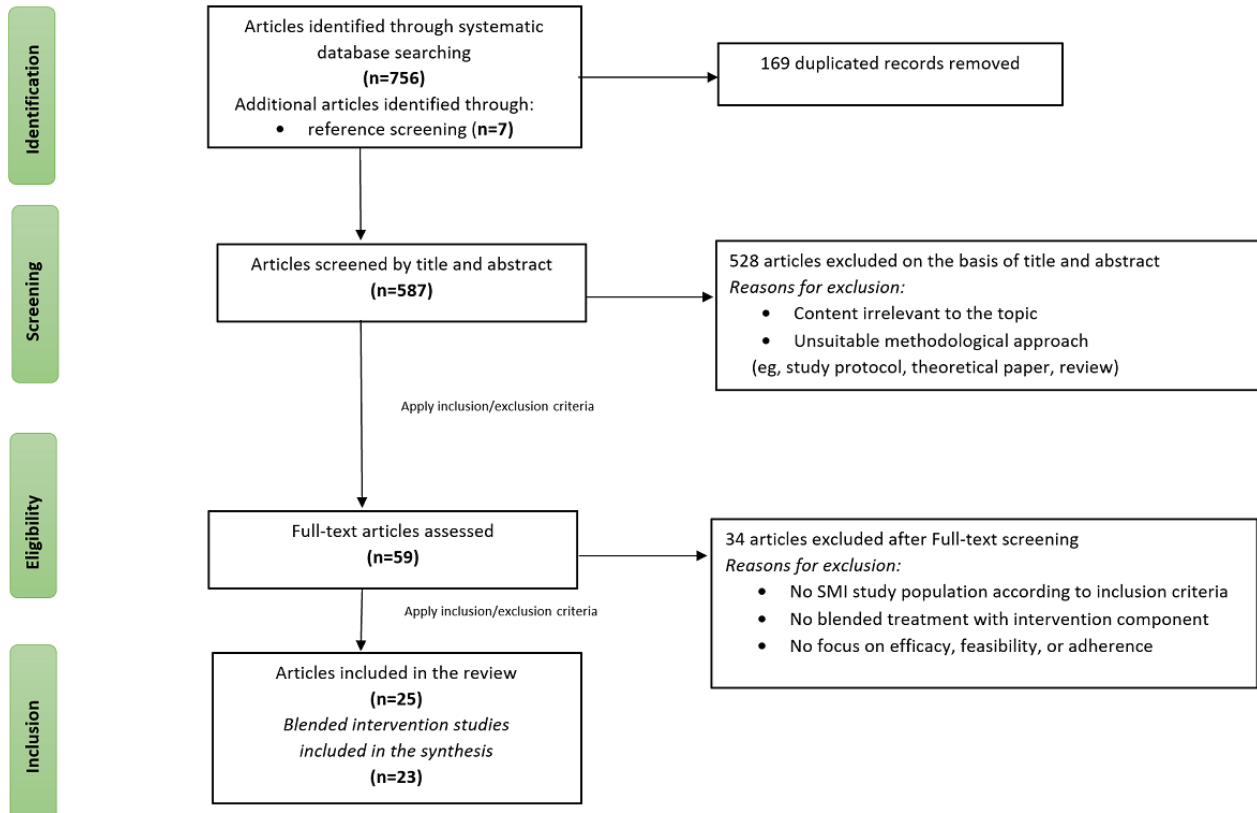 Identification
Articles identified through systematic
database searching
(n=756)
Additional articles identified through:
• reference screening (n=7)
169 duplicated records removed
Screening
Articles screened by title and abstract
(n=587)
528 articles excluded on the basis of title and abstract
Reasons for exclusion:
• Content irrelevant to the topic
• Unsuitable methodological approach
(eg, study protocol, theoretical paper, review)
Apply inclusion/exclusion criteria
Eligibility
Full-text articles assessed
(n=59)
34 articles excluded after Full-text screening
Reasons for exclusion:
• No SMI study population according to inclusion criteria
• No blended treatment with intervention component
• No focus on efficacy, feasibility, or adherence
Apply inclusion/exclusion criteria
Inclusion
Articles included in the review
(n=25)
Blended intervention studies
included in the synthesis
(n=23)